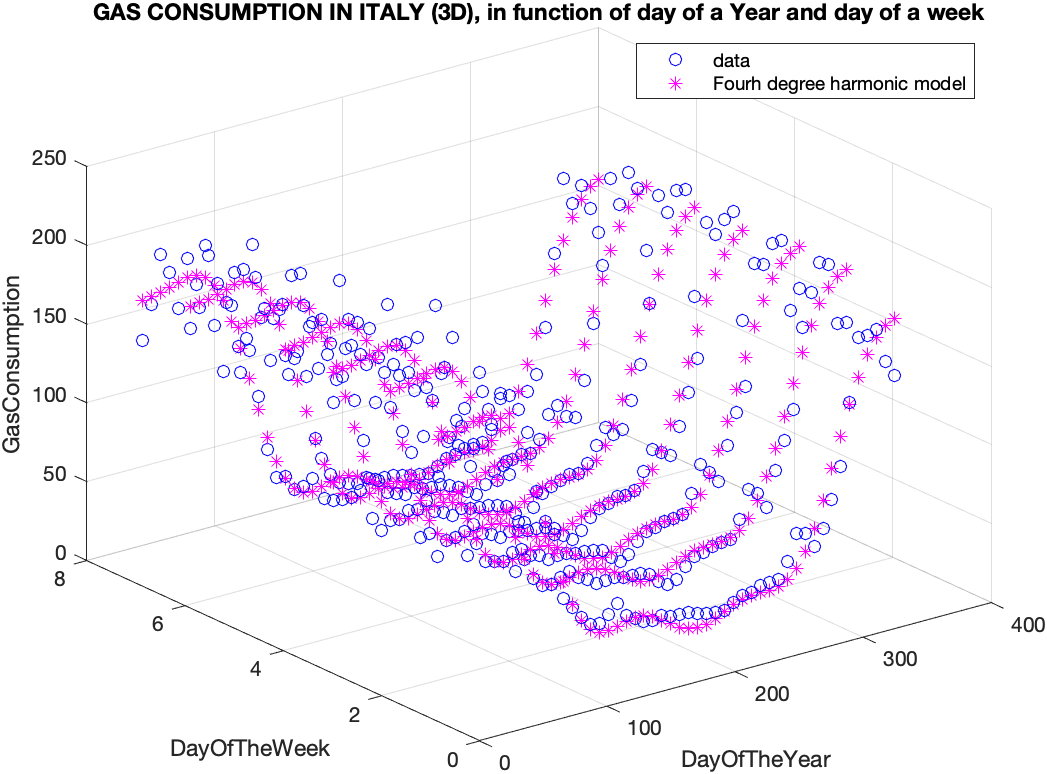 GAS CONSUMPTION IN ITALY (3D), in function of day of a Year and day of a week
data
Fourh degree harmonic model
250
200
150
100
50
0
GasConsumption
8
6
4
2
0
DayOfTheWeek
0
100
200
300
400
DayOfTheYear